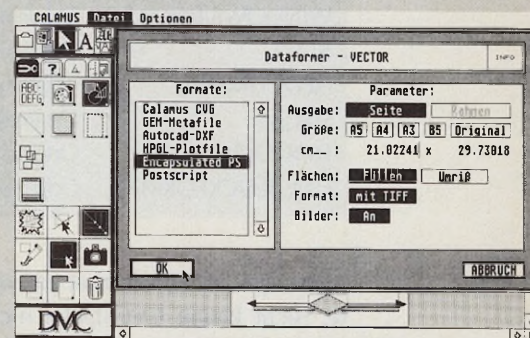 CALAMUS Datei Optionen
Dataformer - VECTOR
INFO
Formate:
Calamus CVG
GEM-Metafile
Autocad-DXF
HPGL-Plotfile
Encapsulated PS
Postscript
Parameter:
Ausgabe: Seite Rahmen
Größe: A5 A4 A3 B5 Original
cm__ : 21.02241 x 29.73018
Flächen: Füllen Umriß
Format: mit TIFF
Bilder: An
OK
ABBRUCH
ABC-
DEFG
DMC